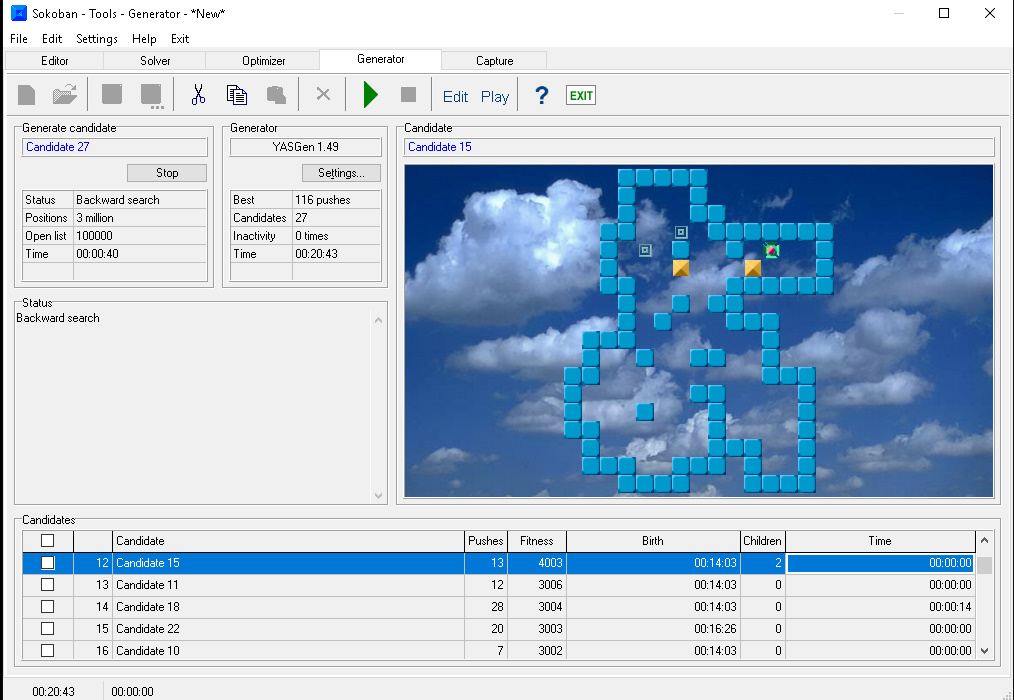 Sokoban - Tools - Generator - *New*
File Edit Settings Help Exit
Editor Solver Optimizer Generator Capture
Edit Play ? EXIT
Generate candidate
Candidate 27
Stop
Status Backward search
Positions 3 million
Open list 100000
Time 00:00:40
Generator
YASGen 1.49
Settings...
Best 116 pushes
Candidates 27
Inactivity 0 times
Time 00:20:43
Candidate
Candidate 15
Status
Backward search
Candidates
Candidate Pushes Fitness Birth Children Time
12 Candidate 15 13 4003 00:14:03 2 00:00:00
13 Candidate 11 12 3006 00:14:03 0 00:00:00
14 Candidate 18 28 3004 00:14:03 0 00:00:14
15 Candidate 22 20 3003 00:16:26 0 00:00:00
16 Candidate 10 7 3002 00:14:03 0 00:00:00
00:20:43 00:00:00